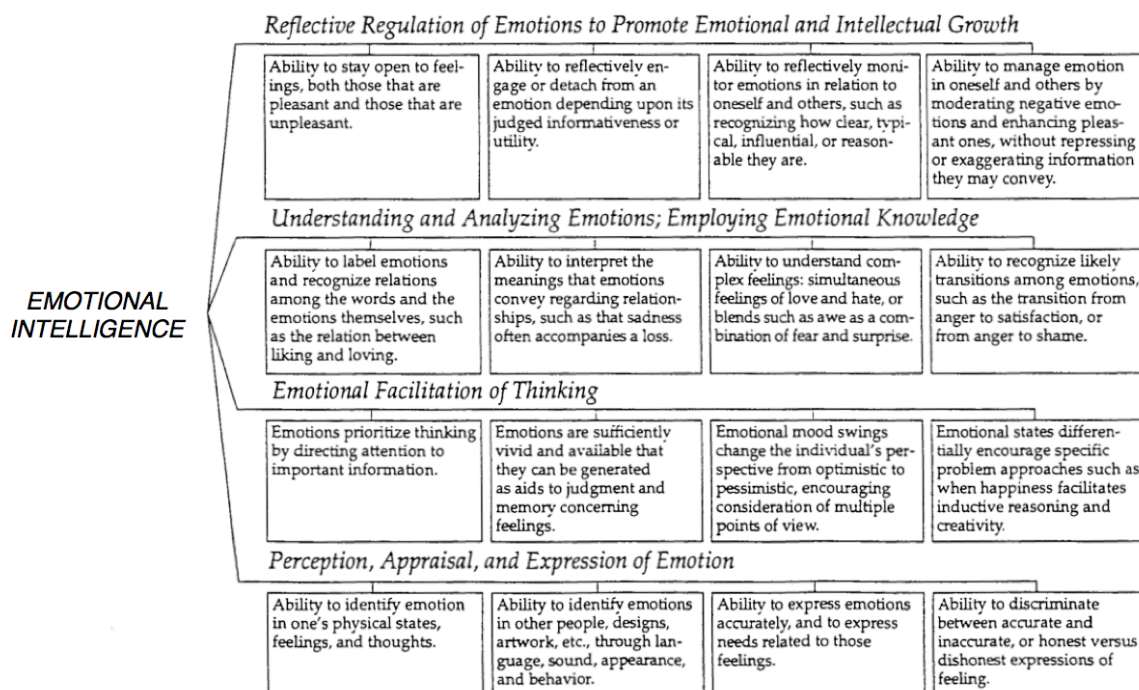 Reflective Regulation of Emotions to Promote Emotional and Intellectual Growth
Ability to stay open to feel-
ings, both those that are
pleasant and those that are
unpleasant.
Ability to reflectively en-
gage or detach from an
emotion depending upon its
judged informativeness or
utility.
Ability to reflectively moni-
tor emotions in relation to
oneself and others, such as
recognizing how clear, typi-
cal, influential, or reason-
able they are.
Ability to manage emotion
in oneself and others by
moderating negative emo-
tions and enhancing pleas-
ant ones, without repressing
or exaggerating information
they may convey.
Understanding and Analyzing Emotions; Employing Emotional Knowledge
Ability to label emotions
and recognize relations
among the words and the
emotions themselves, such
as the relation between
liking and loving.
Ability to interpret the
meanings that emotions
convey regarding relation-
ships, such as that sadness
often accompanies a loss.
Ability to understand com-
plex feelings: simultaneous
feelings of love and hate, or
blends such as awe as a com-
bination of fear and surprise.
Ability to recognize likely
transitions among emotions,
such as the transition from
anger to satisfaction, or
from anger to shame.
EMOTIONAL
INTELLIGENCE
Emotional Facilitation of Thinking
Emotions prioritize thinking
by directing attention to
important information.
Emotions are sufficiently
vivid and available that
they can be generated
as aids to judgment and
memory concerning
feelings.
Emotional mood swings
change the individual's per-
spective from optimistic to
pessimistic, encouraging
consideration of multiple
points of view.
Emotional states differen-
tially encourage specific
problem approaches such as
when happiness facilitates
inductive reasoning and
creativity.
Perception, Appraisal, and Expression of Emotion
Ability to identify emotion
in one's physical states,
feelings, and thoughts.
Ability to identify emotions
in other people, designs,
artwork, etc., through lan-
guage, sound, appearance,
and behavior.
Ability to express emotions
accurately, and to express
needs related to those
feelings.
Ability to discriminate
between accurate and
inaccurate, or honest versus
dishonest expressions of
feeling.